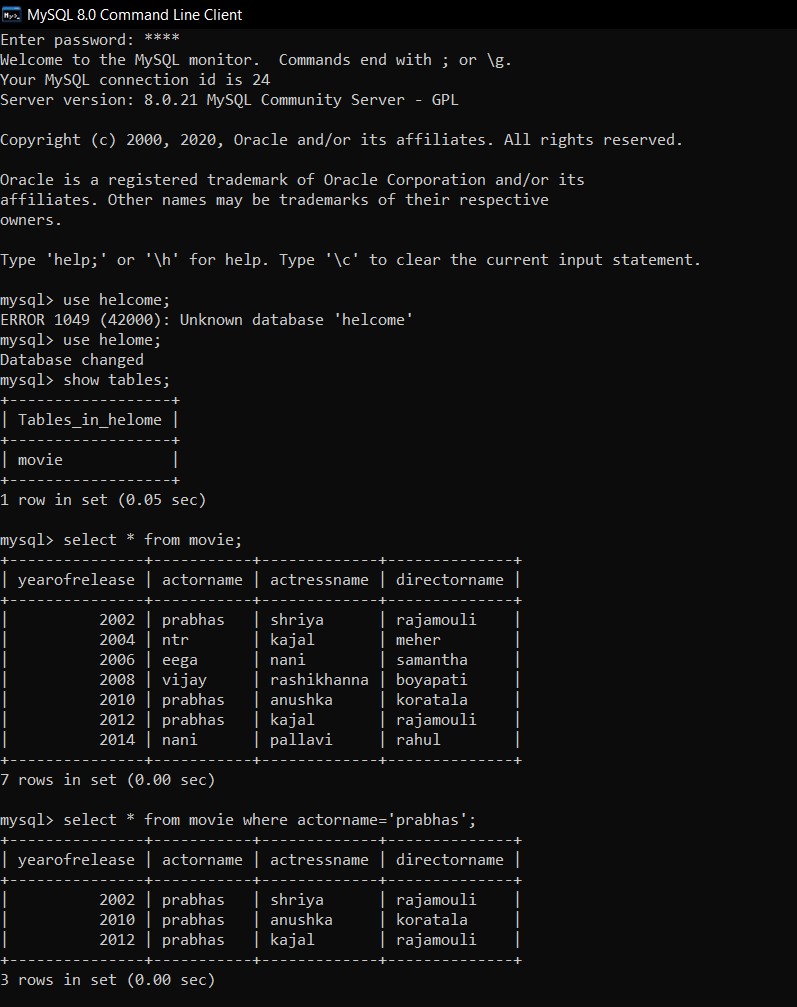 MySQL 8.0 Command Line Client
Enter password: ****
Welcome to the MySQL monitor.  Commands end with ; or \g.
Your MySQL connection id is 24
Server version: 8.0.21 MySQL Community Server - GPL

Copyright (c) 2000, 2020, Oracle and/or its affiliates. All rights reserved.

Oracle is a registered trademark of Oracle Corporation and/or its
affiliates. Other names may be trademarks of their respective
owners.

Type 'help;' or '\h' for help. Type '\c' to clear the current input statement.

mysql> use helcome;
ERROR 1049 (42000): Unknown database 'helcome'
mysql> use helome;
Database changed
mysql> show tables;
+------------------+
| Tables_in_helome |
+------------------+
| movie            |
+------------------+
1 row in set (0.05 sec)

mysql> select * from movie;
+---------------+-----------+-------------+--------------+
| yearofrelease | actorname | actressname | directorname |
+---------------+-----------+-------------+--------------+
|          2002 | prabhas   | shriya      | rajamouli    |
|          2004 | ntr       | kajal       | meher        |
|          2006 | eega      | nani        | samantha     |
|          2008 | vijay     | rashikhanna | boyapati     |
|          2010 | prabhas   | anushka     | koratala     |
|          2012 | prabhas   | kajal       | rajamouli    |
|          2014 | nani      | pallavi     | rahul        |
+---------------+-----------+-------------+--------------+
7 rows in set (0.00 sec)

mysql> select * from movie where actorname='prabhas';
+---------------+-----------+-------------+--------------+
| yearofrelease | actorname | actressname | directorname |
+---------------+-----------+-------------+--------------+
|          2002 | prabhas   | shriya      | rajamouli    |
|          2010 | prabhas   | anushka     | koratala     |
|          2012 | prabhas   | kajal       | rajamouli    |
+---------------+-----------+-------------+--------------+
3 rows in set (0.00 sec)